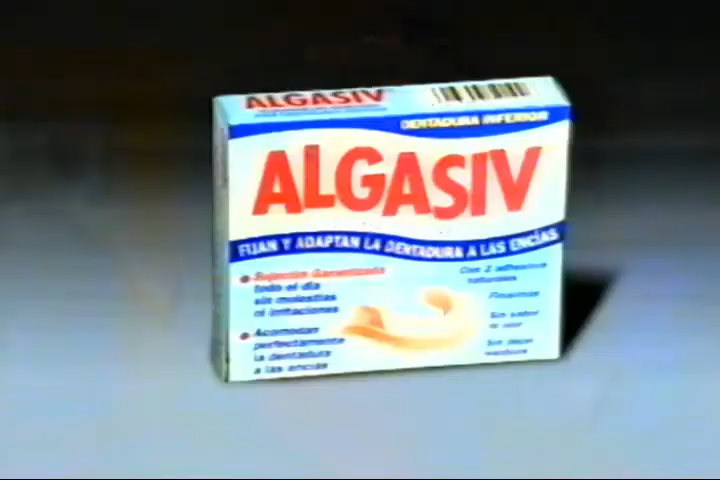 ALGASIV
DENTADURA INFERIOR
ALGASIV
FIJAN Y ADAPTAN LA DENTADURA A LAS ENCÍAS
Sujeción Garantizada
todo el día
sin molestias
ni irritaciones
Acomodan
perfectamente
la dentadura
a las encías
Con 2 adhesivos
naturales
Finísimos
Sin sabor
ni olor
Sin dejar
residuos